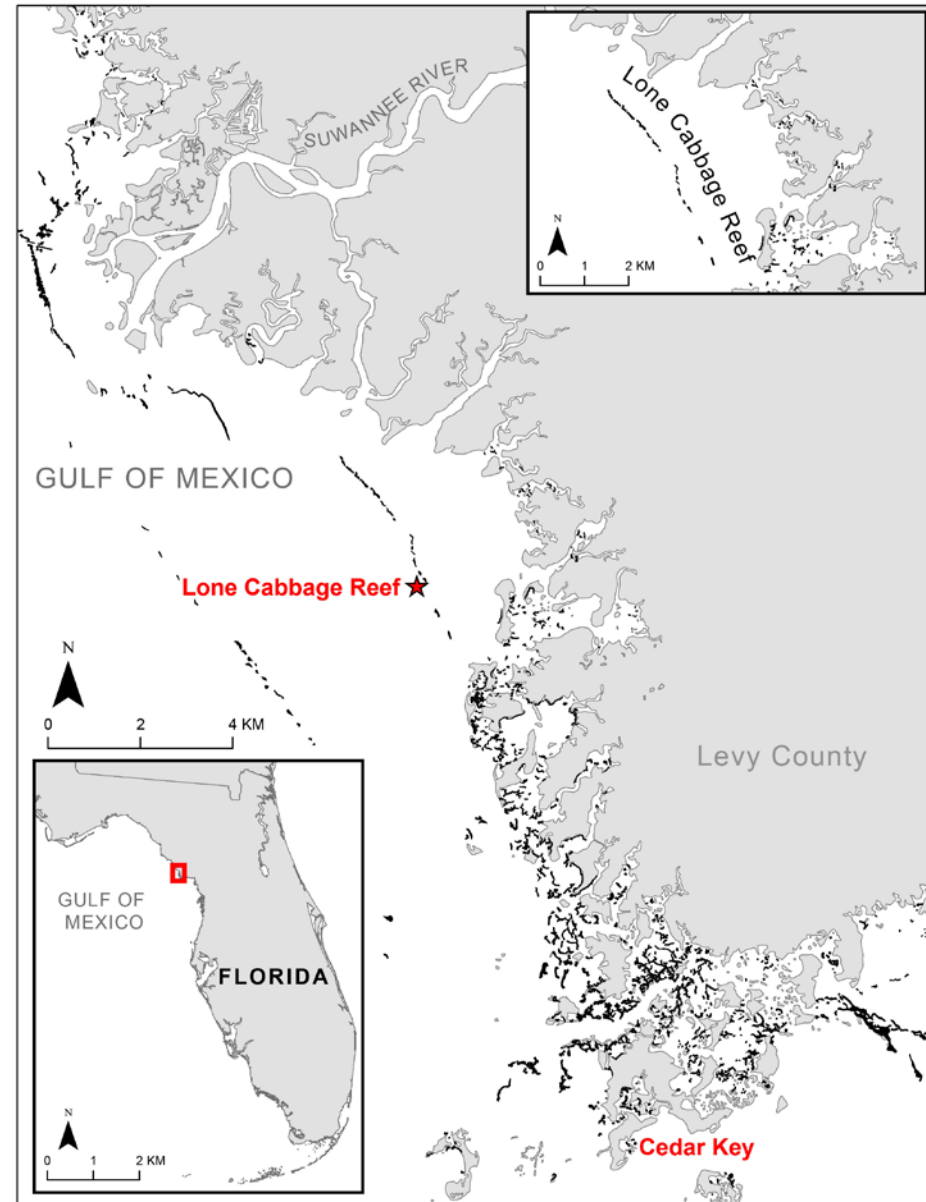 SUWANNEE RIVER
Lone Cabbage Reef
N
0 1 2 KM
GULF OF MEXICO
Lone Cabbage Reef
N
0 2 4 KM
Levy County
GULF OF
MEXICO
FLORIDA
N
0 1 2 KM
Cedar Key